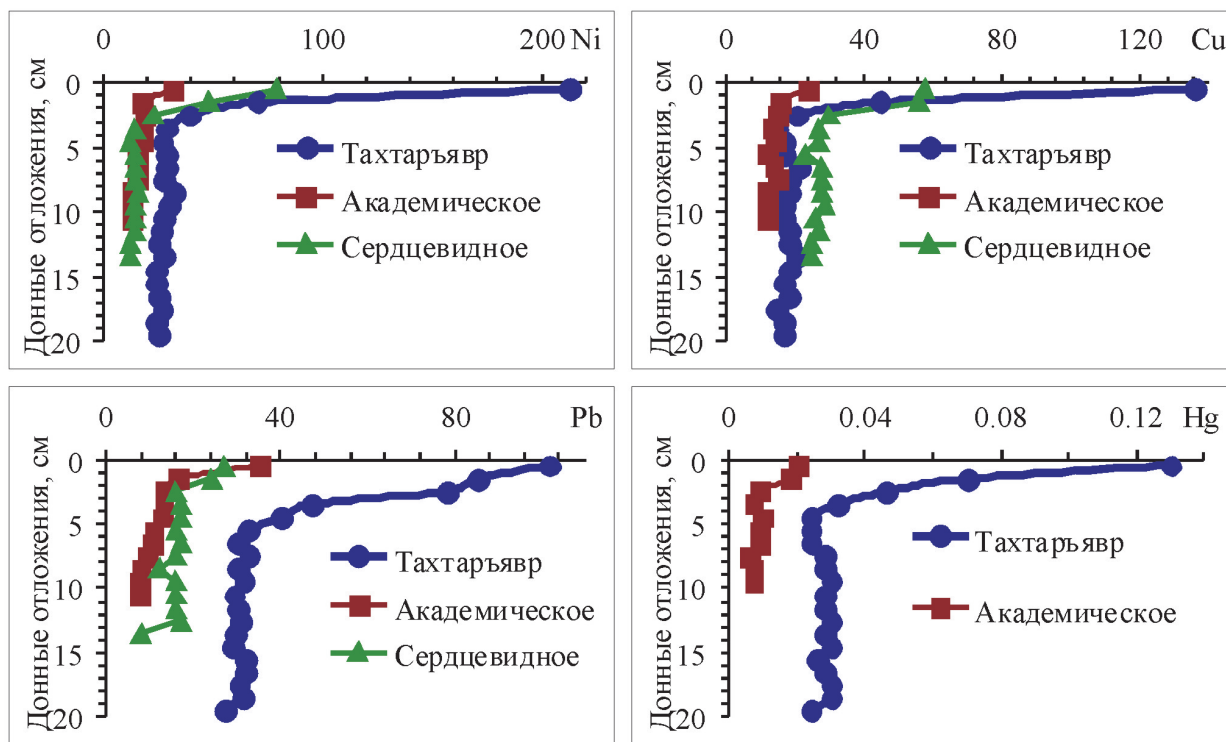 0 100 200 Ni
Донные отложения, см
0
5
10
15
20
Тахтаръявр
Академическое
Сердцевидное
0 40 80 120 Cu
Донные отложения, см
0
5
10
15
20
Тахтаръявр
Академическое
Сердцевидное
0 40 80 Pb
Донные отложения, см
0
5
10
15
20
Тахтаръявр
Академическое
Сердцевидное
0 0.04 0.08 0.12 Hg
Донные отложения, см
0
5
10
15
20
Тахтаръявр
Академическое